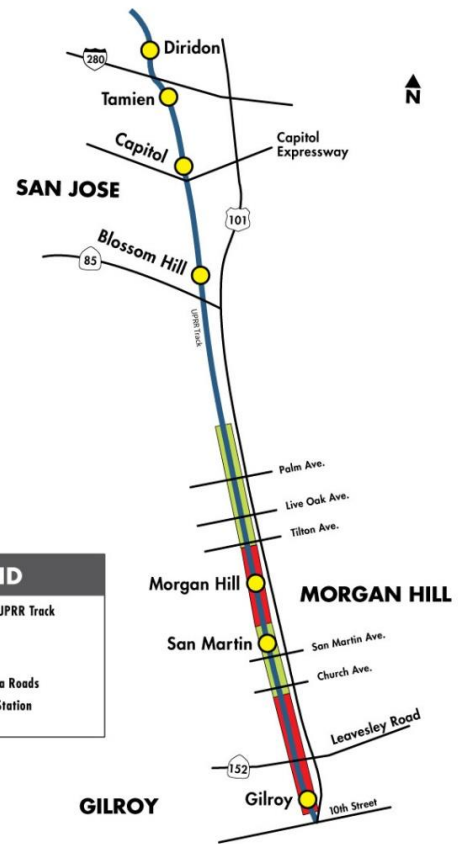 Diridon
280
Tamien
N
Capitol
Capitol
Expressway
SAN JOSE
101
Blossom Hill
85
UPRR Track
Palm Ave.
Live Oak Ave.
Tilton Ave.
ND
UPRR Track
Morgan Hill
MORGAN HILL
San Martin
San Martin Ave.
a Roads
Church Ave.
Station
Leavesley Road
152
Gilroy
GILROY
10th Street